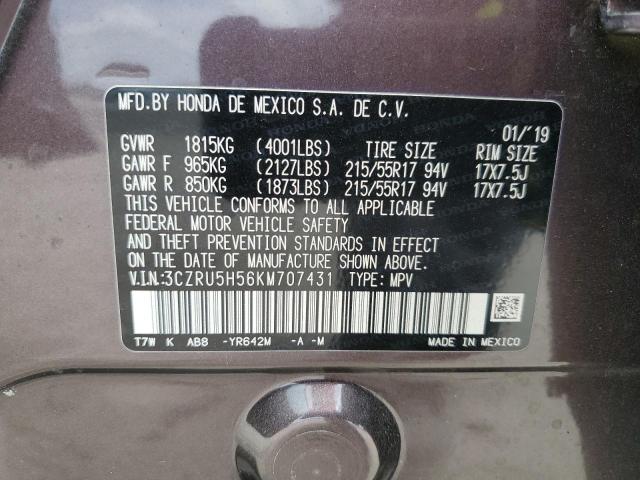 MFD.BY HONDA DE MEXICO S.A. DE C.V.
01/'19
GVWR 1815KG (4001LBS) TIRE SIZE RIM SIZE
GAWR F 965KG (2127LBS) 215/55R17 94V 17X7.5J
GAWR R 850KG (1873LBS) 215/55R17 94V 17X7.5J
THIS VEHICLE CONFORMS TO ALL APPLICABLE
FEDERAL MOTOR VEHICLE SAFETY
AND THEFT PREVENTION STANDARDS IN EFFECT
ON THE DATE OF MANUFACTURE SHOWN ABOVE.
V.I.N.:3CZRU5H56KM707431 TYPE: MPV
T7W K AB8 -YR642M -A -M MADE IN MEXICO